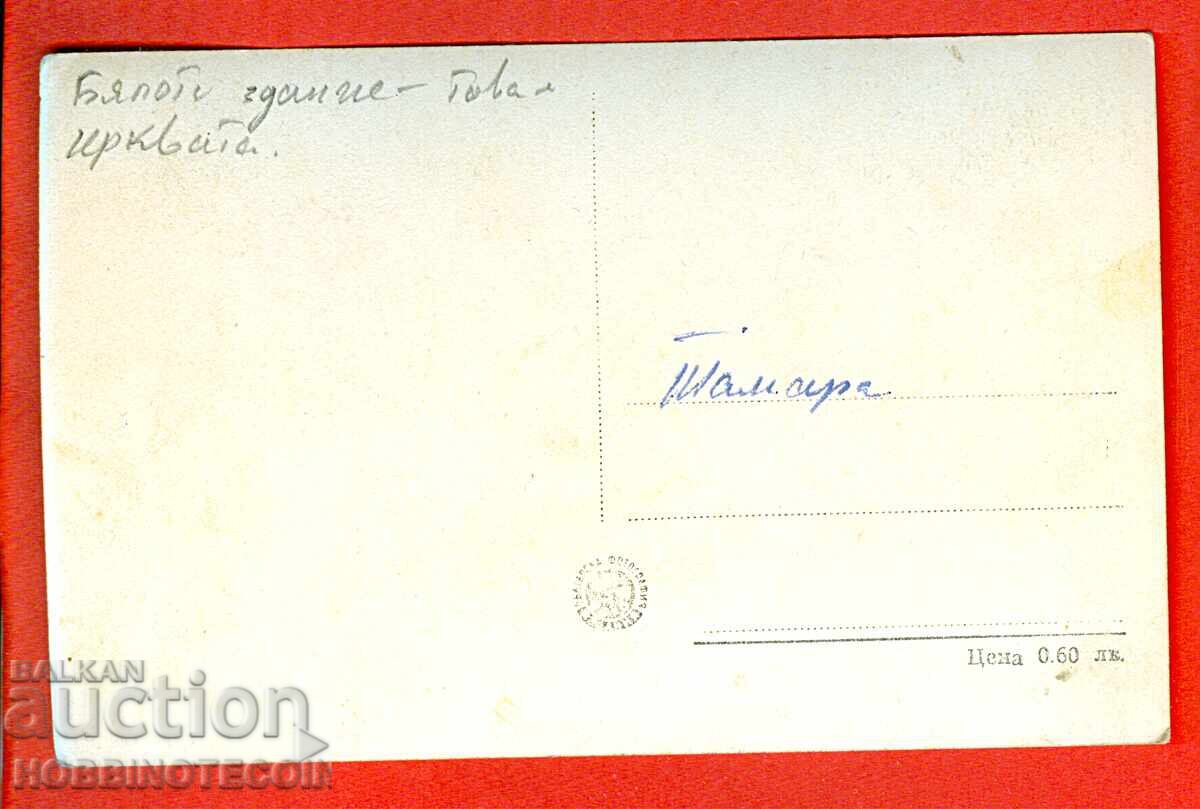 Бялото здание – това е
църквата.
Тамара
Цена 0.60 лв.
BALKAN
auction
HOBBINOTECOIN